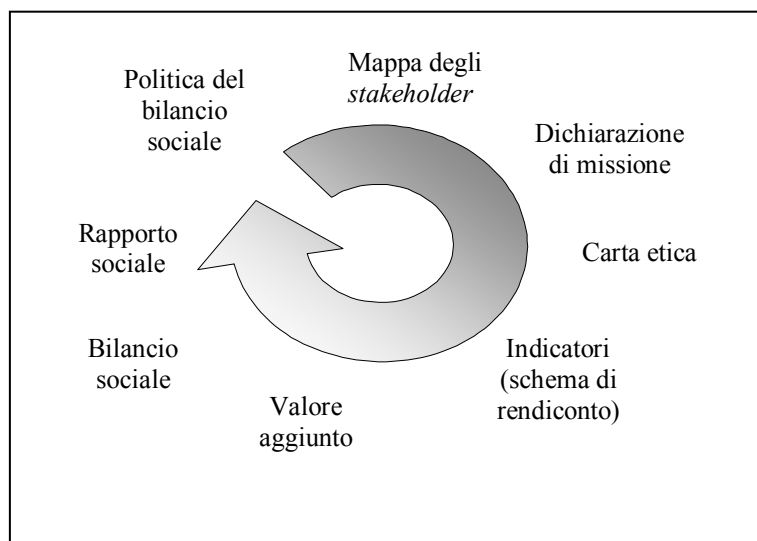 Politica del
bilancio
sociale
Mappa degli
stakeholder
Dichiarazione
di missione
Carta etica
Indicatori
(schema di
rendiconto)
Valore
aggiunto
Bilancio
sociale
Rapporto
sociale